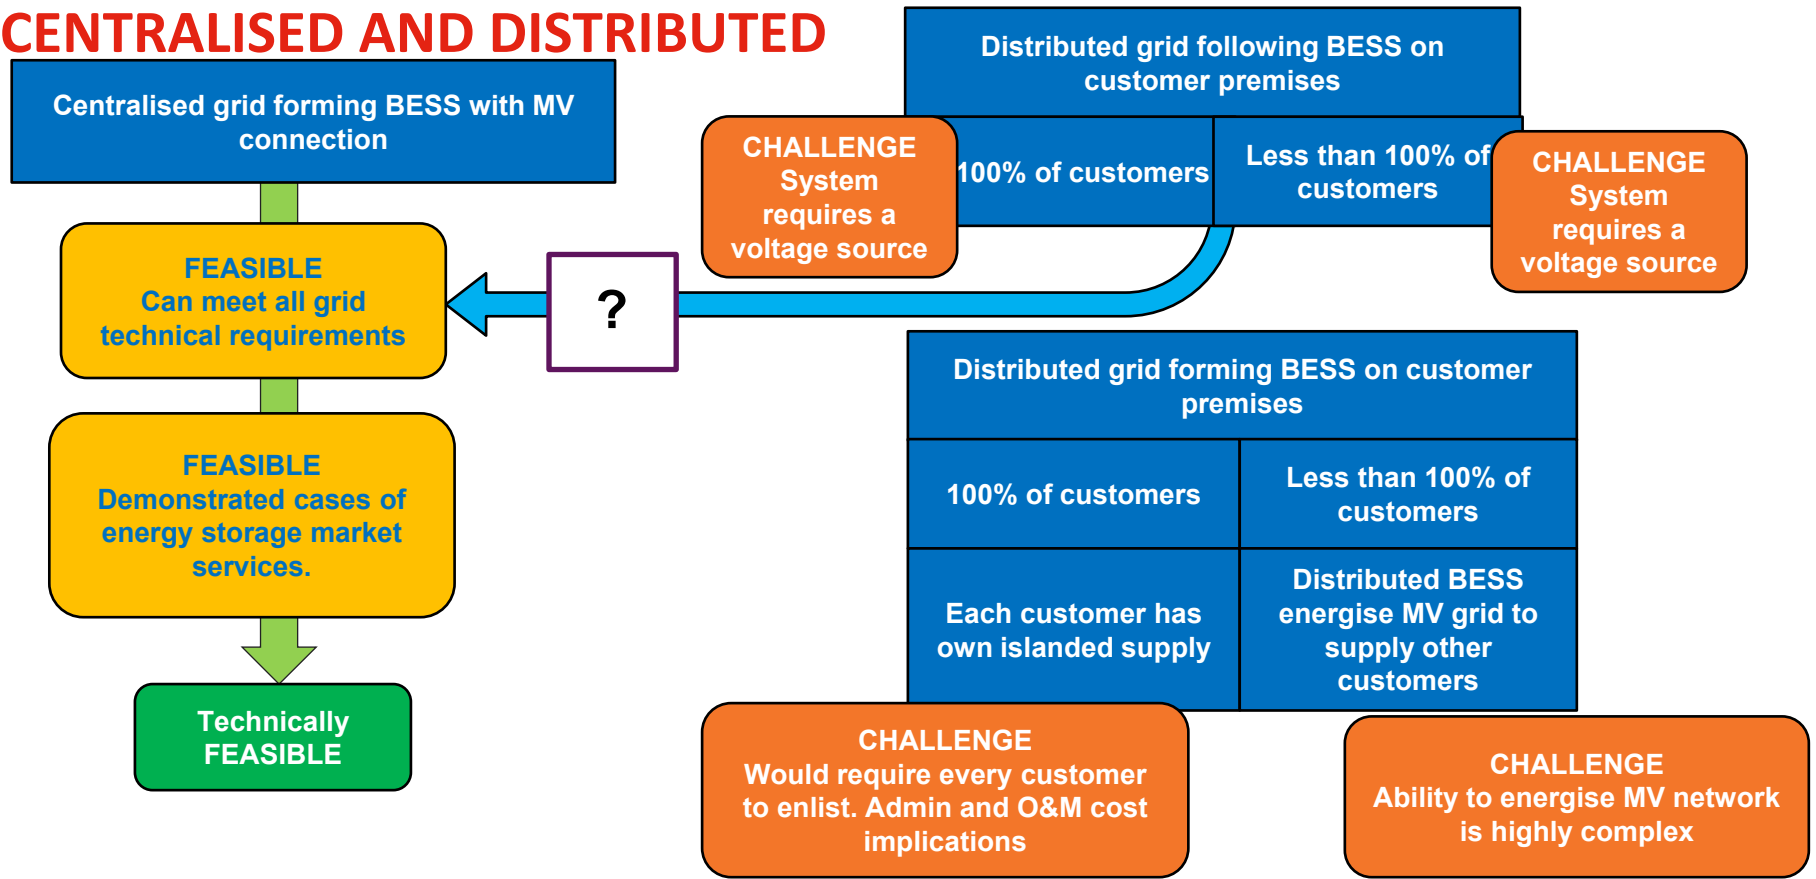 CENTRALISED AND DISTRIBUTED
Centralised grid forming BESS with MV
connection
FEASIBLE
Can meet all grid
technical requirements
FEASIBLE
Demonstrated cases of
energy storage market
services.
Technically
FEASIBLE
?
Distributed grid following BESS on
customer premises
CHALLENGE
System
requires a
voltage source
100% of customers
Less than 100% of
customers
CHALLENGE
System
requires a
voltage source
Distributed grid forming BESS on customer
premises
100% of customers
Less than 100% of
customers
Each customer has
own islanded supply
Distributed BESS
energise MV grid to
supply other
customers
CHALLENGE
Would require every customer
to enlist. Admin and O&M cost
implications
CHALLENGE
Ability to energise MV network
is highly complex